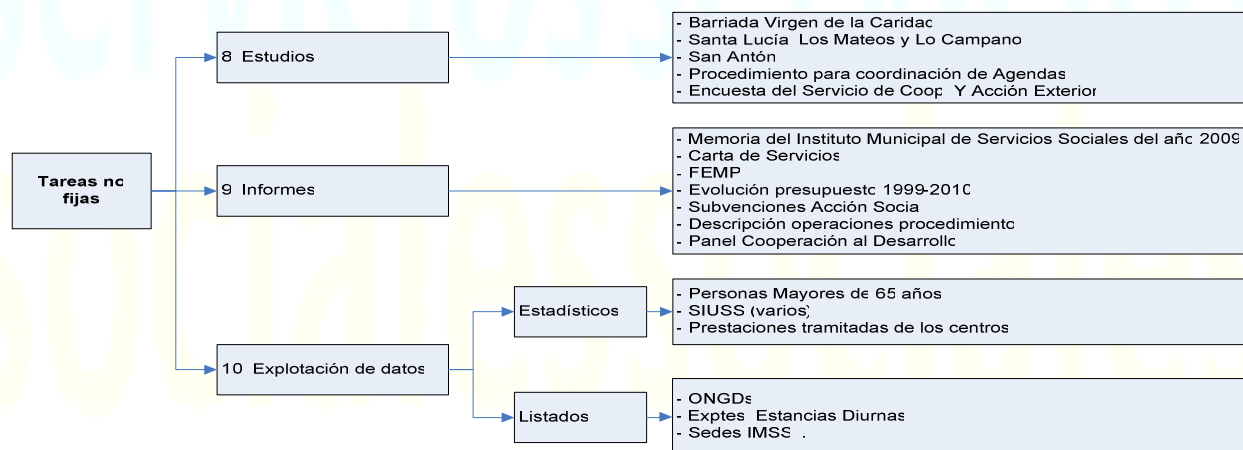 Tareas no
fijas
8 Estudios
- Barriada Virgen de la Caridad
- Santa Lucía Los Mateos y Lo Campano
- San Antón
- Procedimiento para coordinación de Agendas
- Encuesta del Servicio de Coop Y Acción Exterior
9 Informes
- Memoria del Instituto Municipal de Servicios Sociales del año 2009
- Carta de Servicios
- FEMP
- Evolución presupuesto 1999-2010
- Subvenciones Acción Social
- Descripción operaciones procedimiento
- Panel Cooperación al Desarrollo
10 Explotación de datos
Estadísticos
- Personas Mayores de 65 años
- SIUSS (varios)
- Prestaciones tramitadas de los centros
Listados
- ONGDs
- Exptes Estancias Diurnas
- Sedes IMSS .